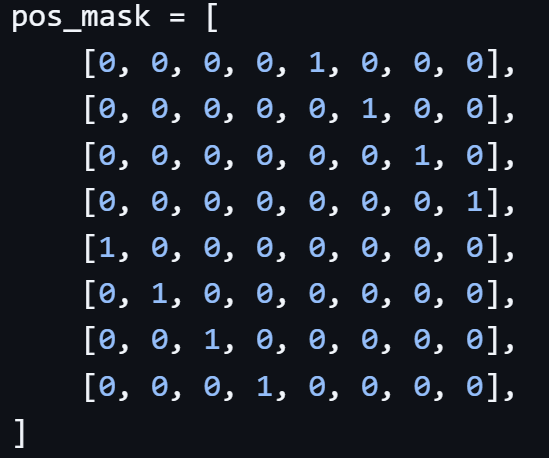 pos_mask = [
    [0, 0, 0, 0, 1, 0, 0, 0],
    [0, 0, 0, 0, 0, 1, 0, 0],
    [0, 0, 0, 0, 0, 0, 1, 0],
    [0, 0, 0, 0, 0, 0, 0, 1],
    [1, 0, 0, 0, 0, 0, 0, 0],
    [0, 1, 0, 0, 0, 0, 0, 0],
    [0, 0, 1, 0, 0, 0, 0, 0],
    [0, 0, 0, 1, 0, 0, 0, 0],
]